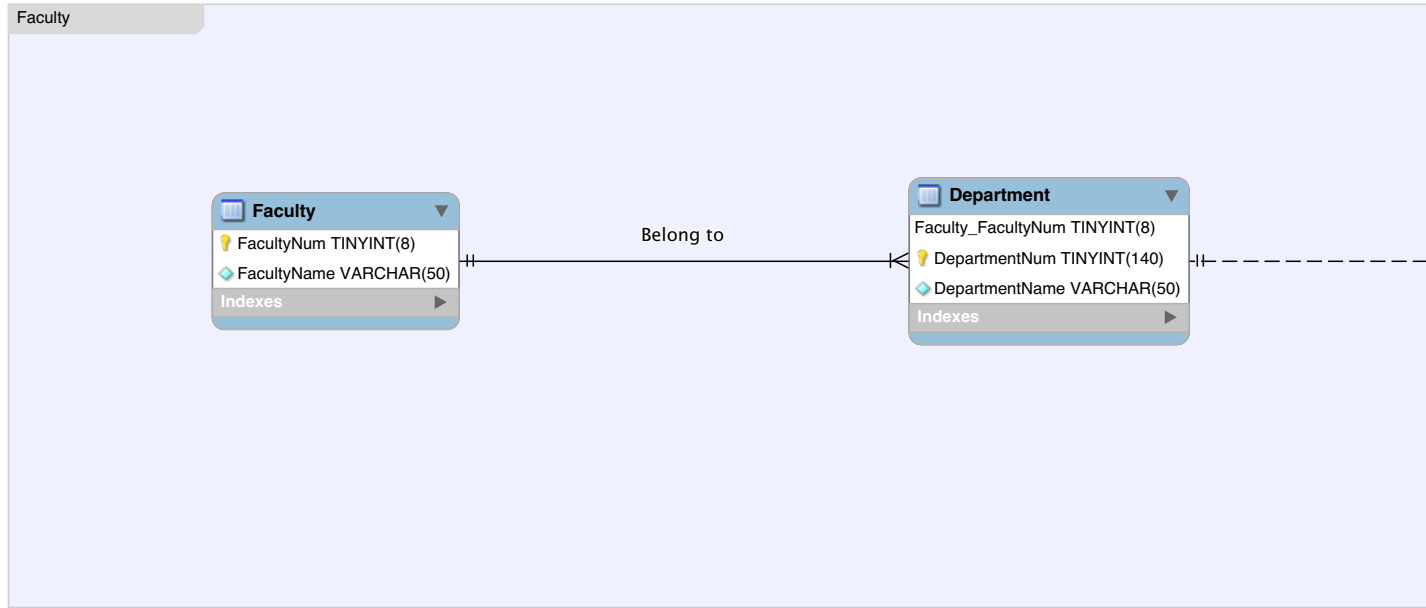 Faculty
Faculty
FacultyNum TINYINT(8)
FacultyName VARCHAR(50)
Indexes
Belong to
Department
Faculty_FacultyNum TINYINT(8)
DepartmentNum TINYINT(140)
DepartmentName VARCHAR(50)
Indexes